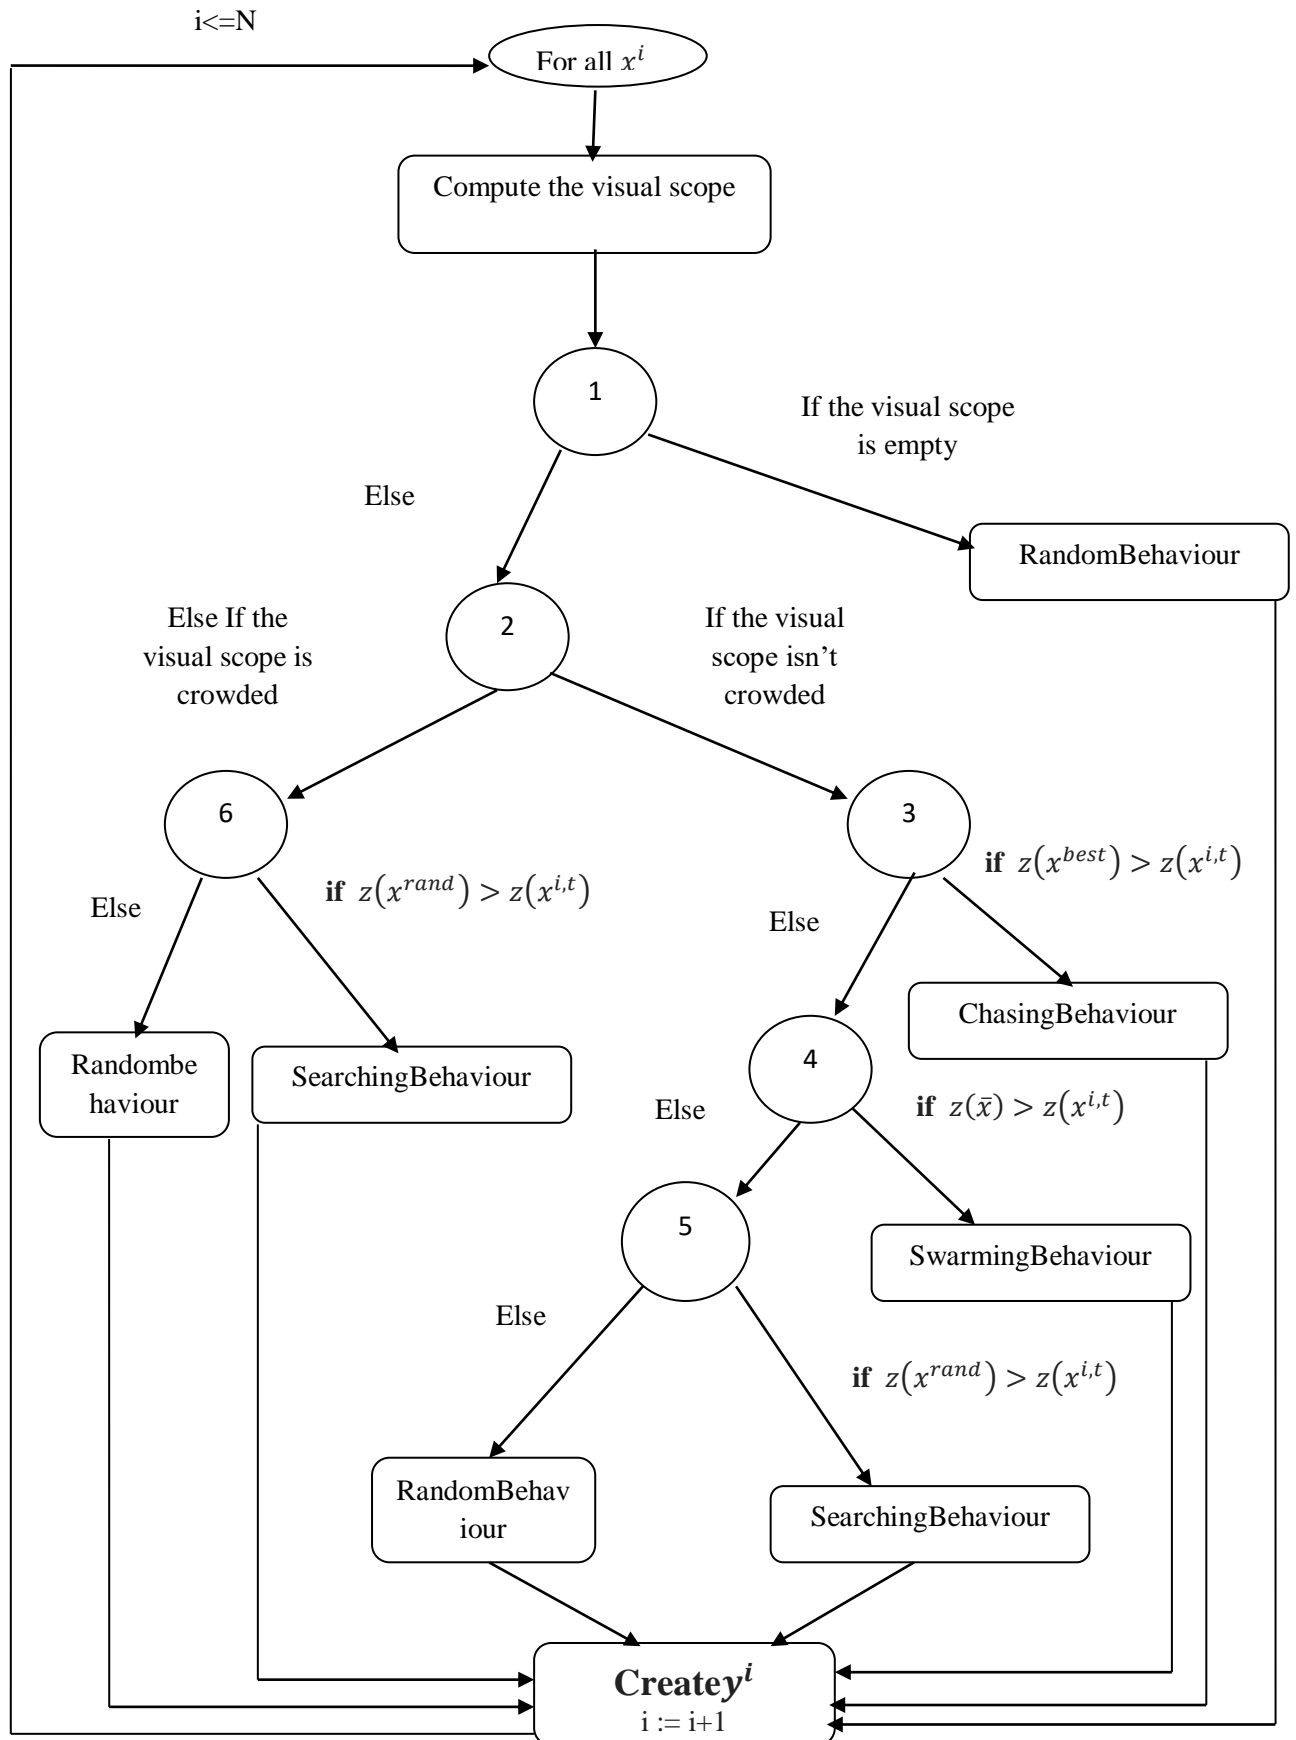 i<=N
For all x^i
Compute the visual scope
1
If the visual scope
is empty
Else
RandomBehaviour
2
Else If the
visual scope is
crowded
If the visual
scope isn’t
crowded
6
3
if z(x^{best}) > z(x^{i,t})
if z(x^{rand}) > z(x^{i,t})
Else
Else
ChasingBehaviour
Randombe
haviour
SearchingBehaviour
4
if z(x̄) > z(x^{i,t})
Else
5
SwarmingBehaviour
Else
if z(x^{rand}) > z(x^{i,t})
RandomBehav
iour
SearchingBehaviour
Createy^i
i := i+1